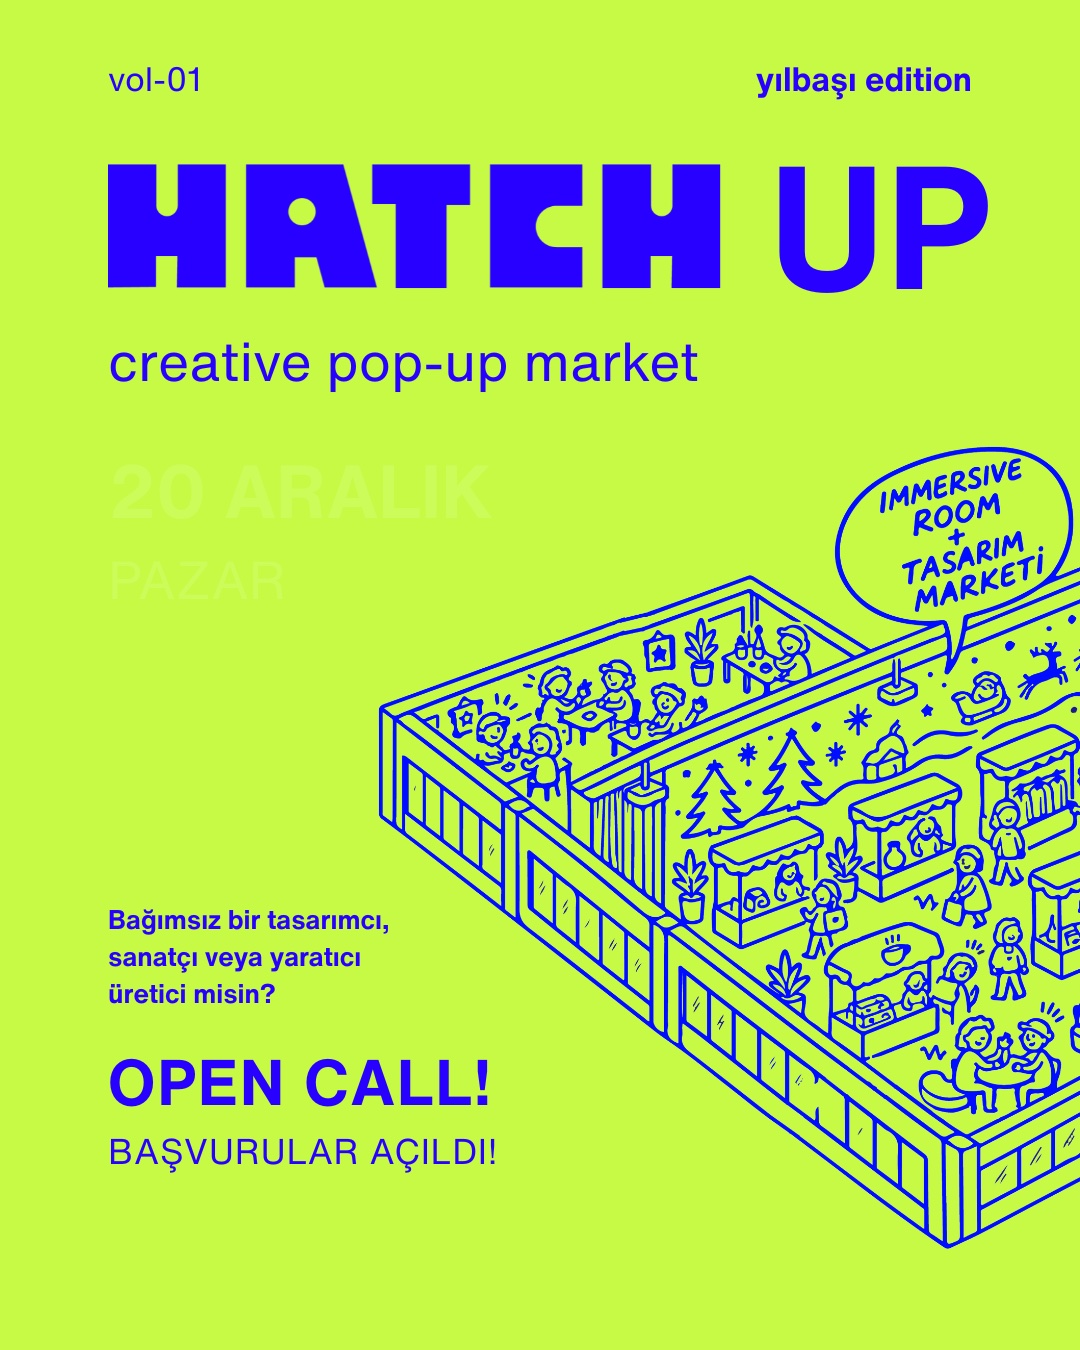 vol-01
yılbaşı edition
HATCH UP
creative pop-up market
20 ARALIK
PAZAR
IMMERSIVE
ROOM
+
TASARIM
MARKETİ
Bağımsız bir tasarımcı,
sanatçı veya yaratıcı
üretici misin?
OPEN CALL!
BAŞVURULAR AÇILDI!